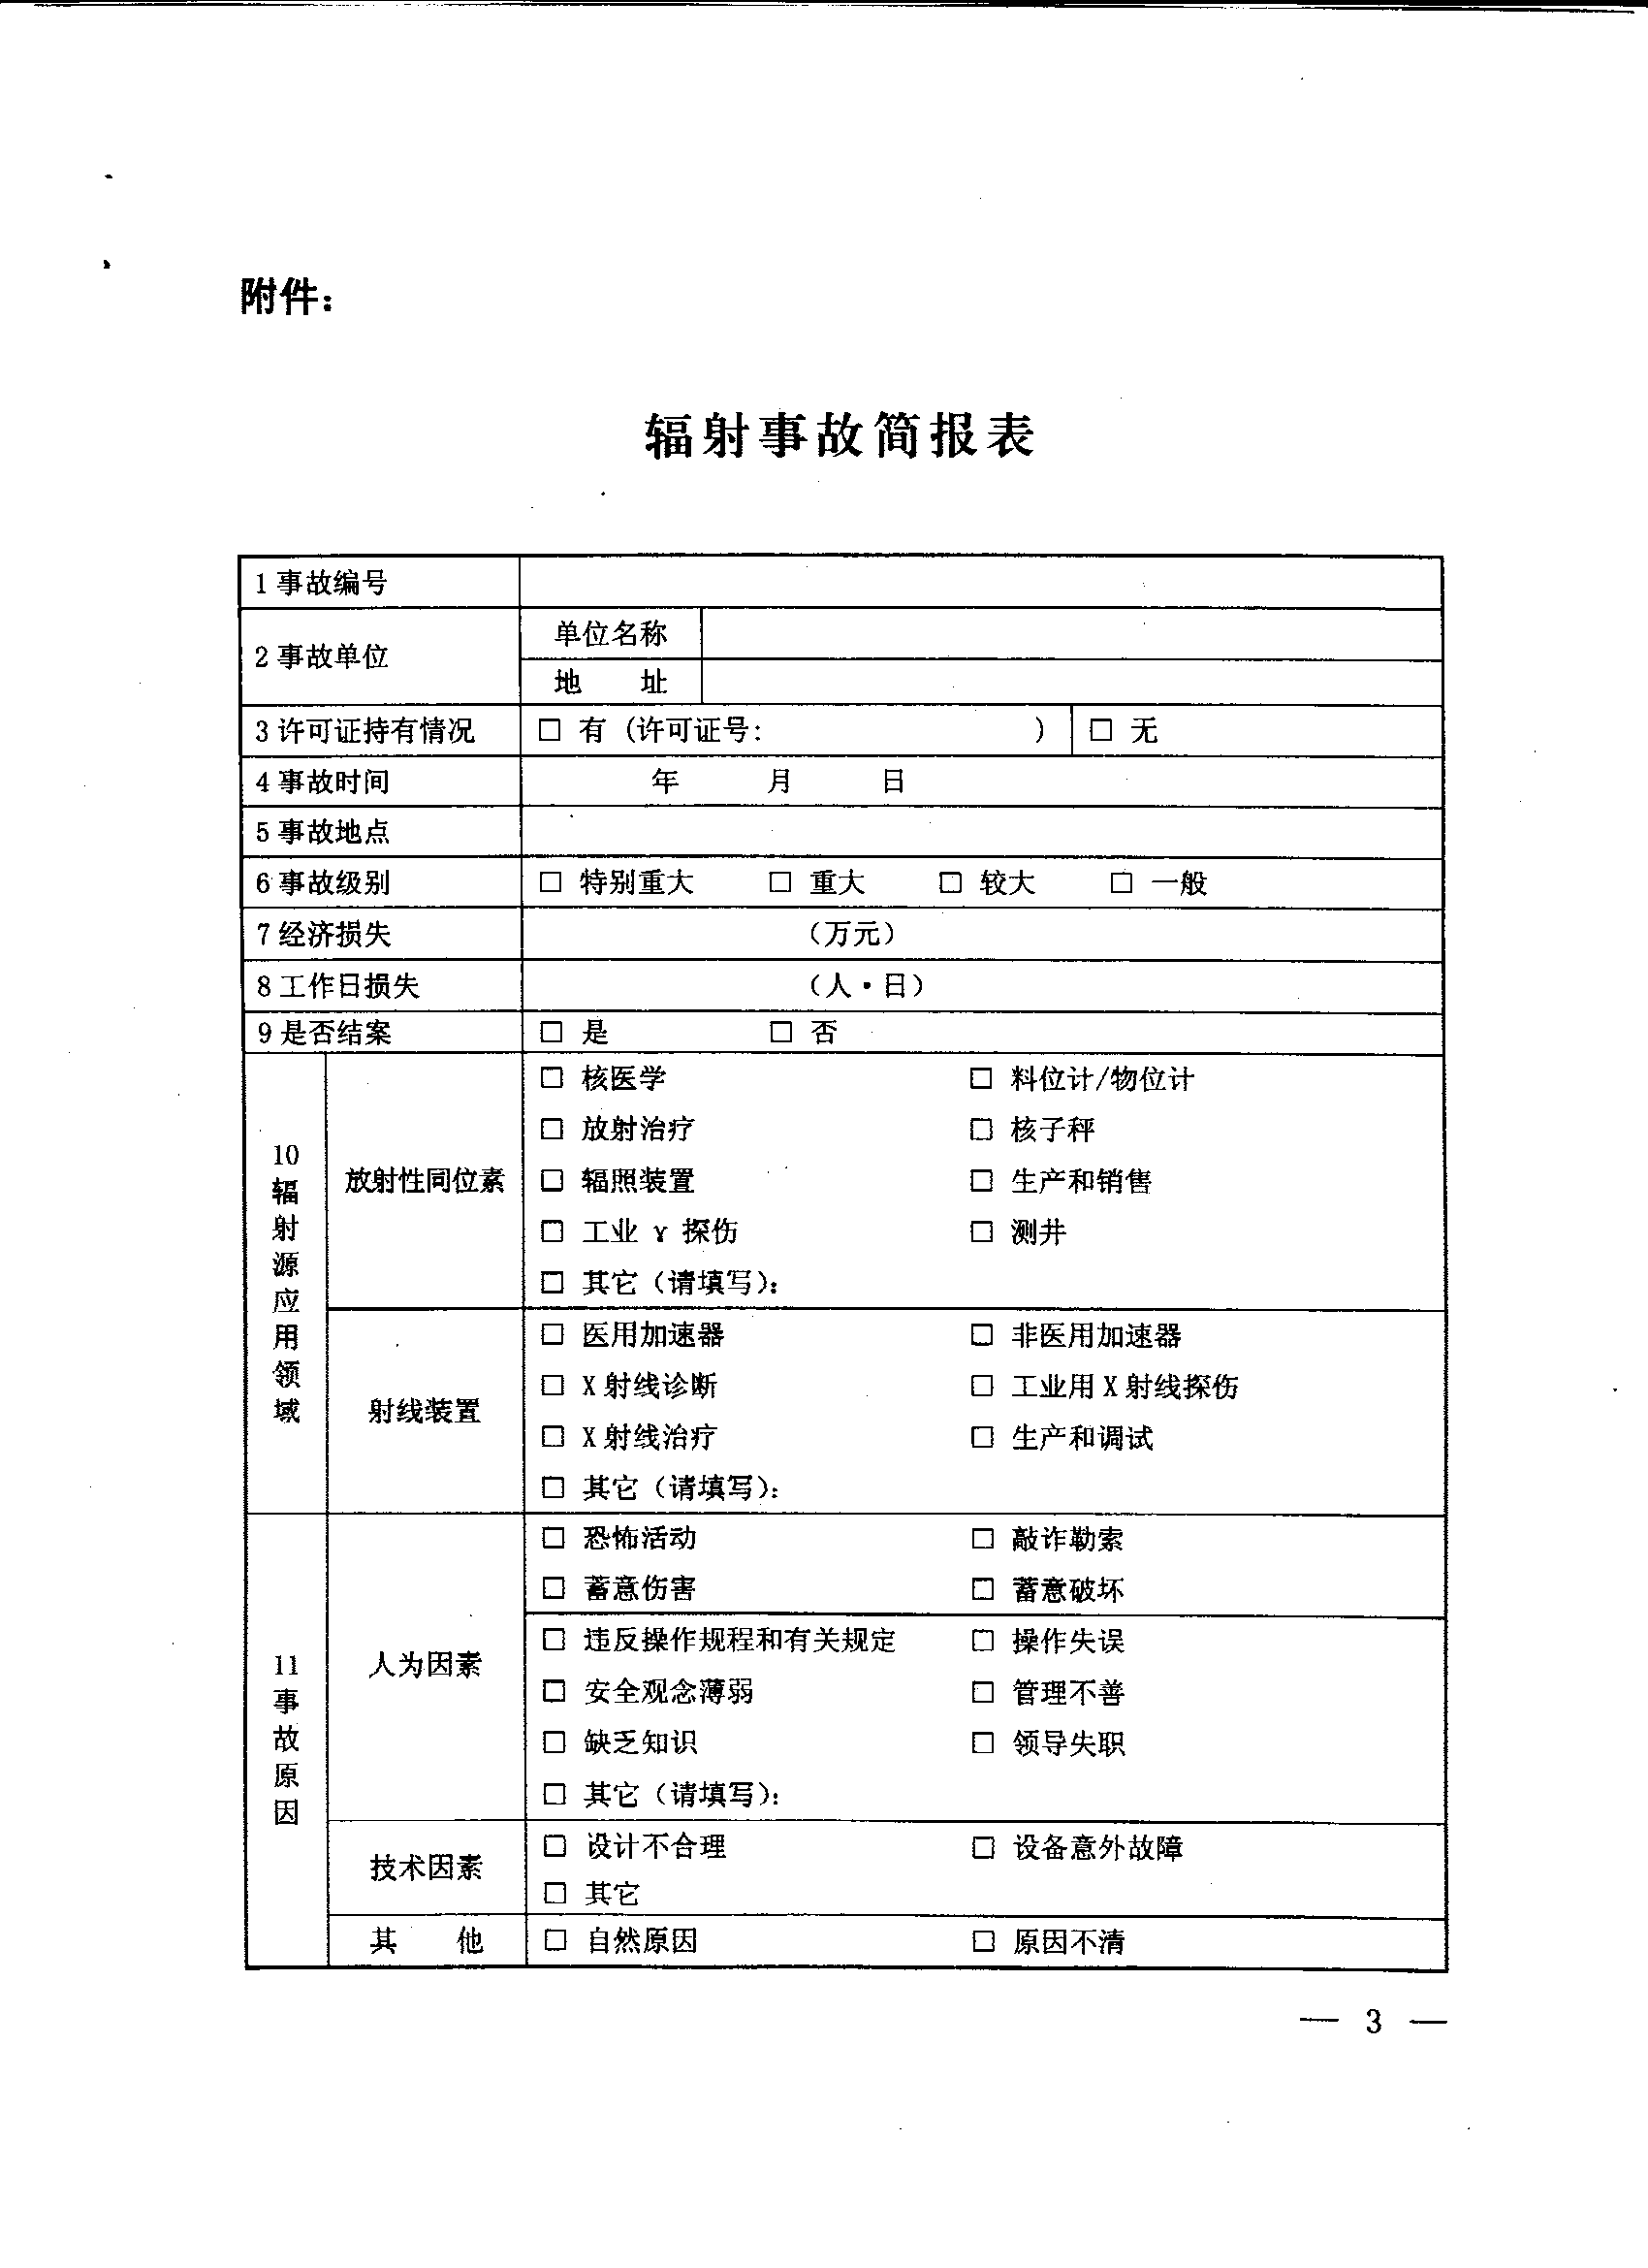 附件：
辐射事故简报表
1 事故编号
2 事故单位
单位名称
地 址
3 许可证持有情况 □ 有（许可证号： ） □ 无
4 事故时间 年 月 日
5 事故地点
6 事故级别 □ 特别重大 □ 重大 □ 较大 □ 一般
7 经济损失 （万元）
8 工作日损失 （人·日）
9 是否结案 □ 是 □ 否
10 辐射源应用领域
放射性同位素
□ 核医学 □ 料位计/物位计
□ 放射治疗 □ 核子秤
□ 辐照装置 □ 生产和销售
□ 工业 γ 探伤 □ 测井
□ 其它（请填写）：
射线装置
□ 医用加速器 □ 非医用加速器
□ X 射线诊断 □ 工业用 X 射线探伤
□ X 射线治疗 □ 生产和调试
□ 其它（请填写）：
11 事故原因
人为因素
□ 恐怖活动 □ 敲诈勒索
□ 蓄意伤害 □ 蓄意破坏
□ 违反操作规程和有关规定 □ 操作失误
□ 安全观念薄弱 □ 管理不善
□ 缺乏知识 □ 领导失职
□ 其它（请填写）：
技术因素
□ 设计不合理 □ 设备意外故障
□ 其它
其 他 □ 自然原因 □ 原因不清
— 3 —